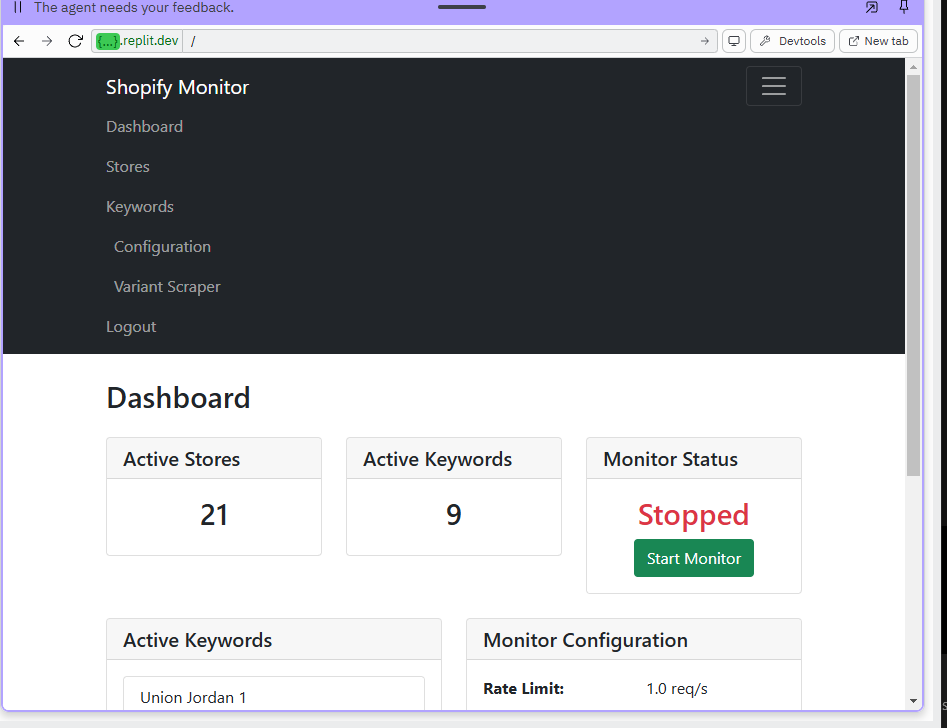 The agent needs your feedback.
{...}.replit.dev /
Devtools
New tab
Shopify Monitor
Dashboard
Stores
Keywords
Configuration
Variant Scraper
Logout
Dashboard
Active Stores
21
Active Keywords
9
Monitor Status
Stopped
Start Monitor
Active Keywords
Union Jordan 1
Monitor Configuration
Rate Limit: 1.0 req/s